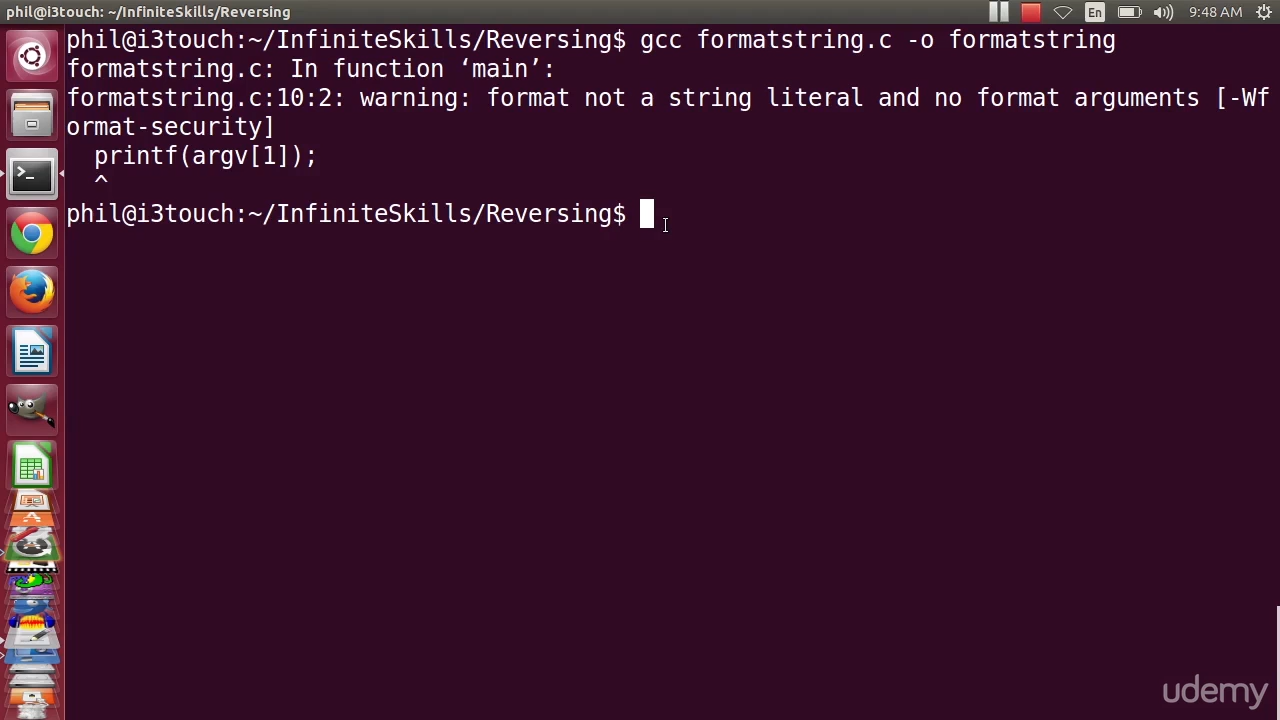 phil@i3touch: ~/InfiniteSkills/Reversing
En
9:48 AM
phil@i3touch:~/InfiniteSkills/Reversing$ gcc formatstring.c -o formatstring
formatstring.c: In function ‘main’:
formatstring.c:10:2: warning: format not a string literal and no format arguments [-Wf
ormat-security]
printf(argv[1]);
^
phil@i3touch:~/InfiniteSkills/Reversing$
udemy